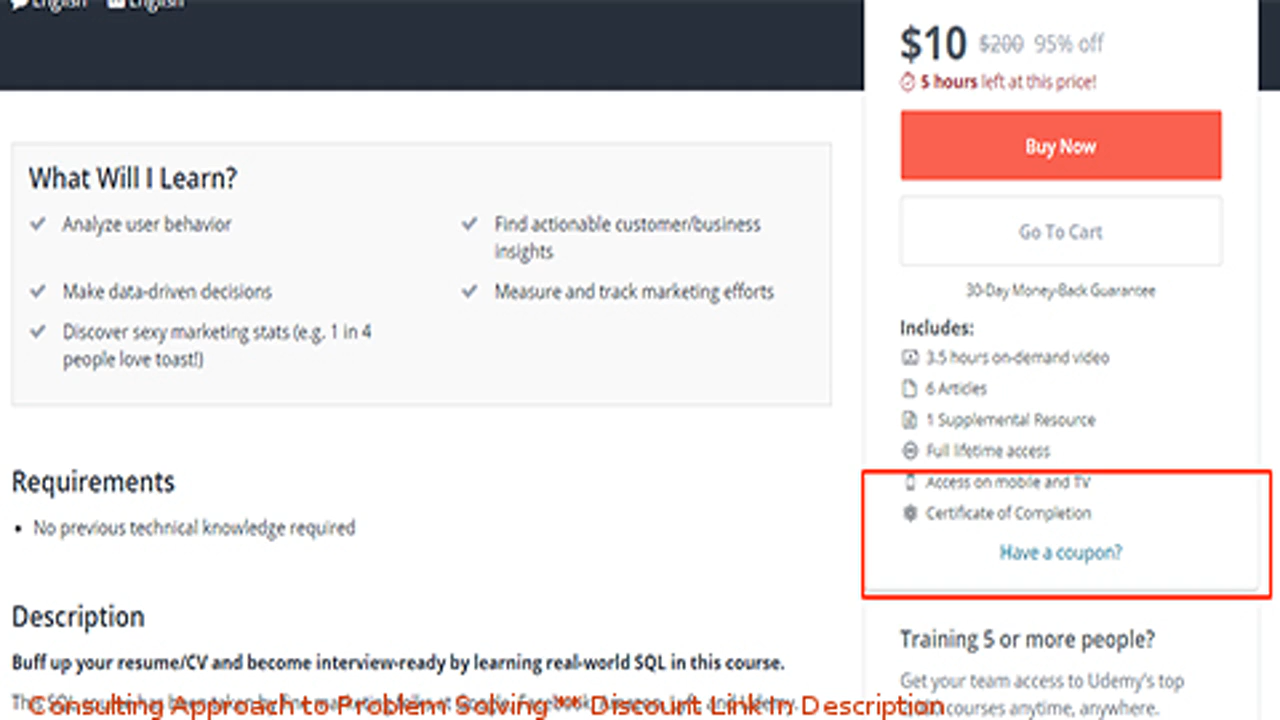 English English
$10 $200 95% off
5 hours left at this price!
Buy Now
Go To Cart
30-Day Money-Back Guarantee
Includes:
3.5 hours on-demand video
6 Articles
1 Supplemental Resource
Full lifetime access
Access on mobile and TV
Certificate of Completion
Have a coupon?
Training 5 or more people?
Get your team access to Udemy's top
courses anytime, anywhere.
What Will I Learn?
Analyze user behavior
Find actionable customer/business
insights
Make data-driven decisions
Measure and track marketing efforts
Discover sexy marketing stats (e.g. 1 in 4
people love toast!)
Requirements
• No previous technical knowledge required
Description
Buff up your resume/CV and become interview-ready by learning real-world SQL in this course.
Consulting Approach to Problem Solving ** Discount Link In Description